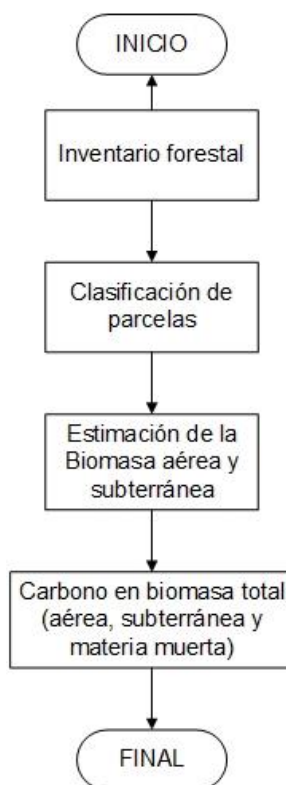 INICIO
Inventario forestal
Clasificación de
parcelas
Estimación de la
Biomasa aérea y
subterránea
Carbono en biomasa total
(aérea, subterránea y
materia muerta)
FINAL